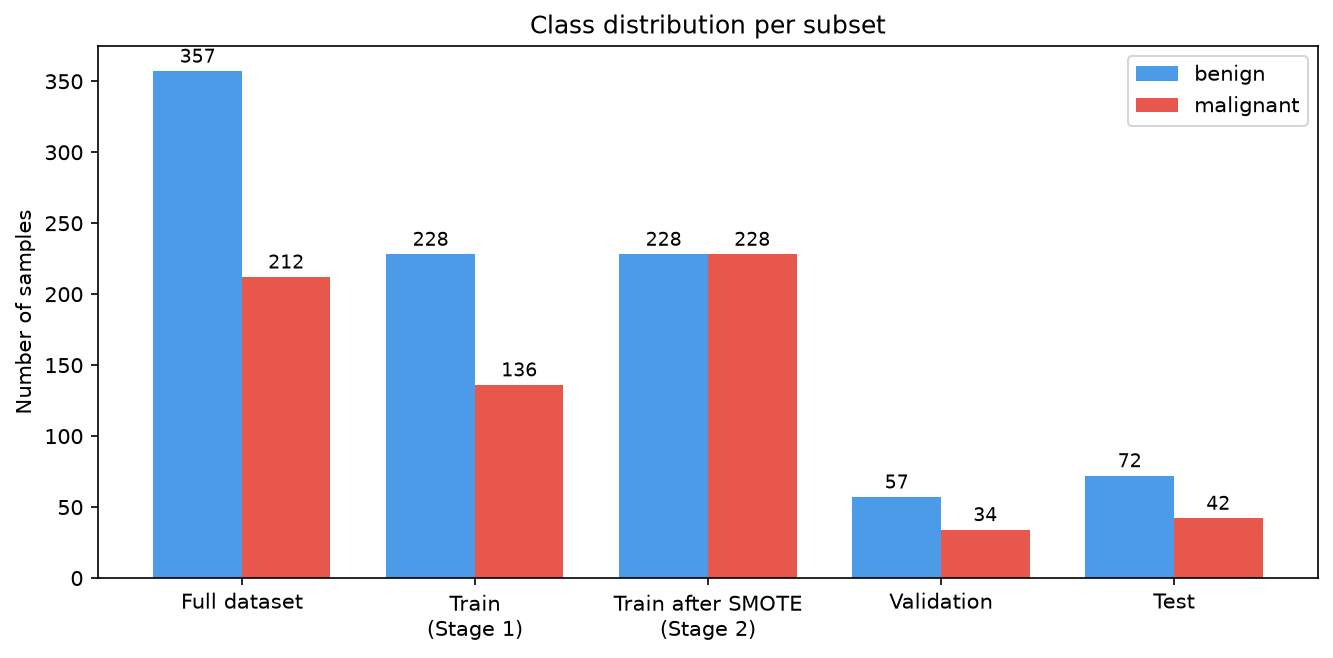 Class distribution per subset
benign
malignant
Number of samples
350
300
250
200
150
100
50
0
357
212
228
136
228
228
57
34
72
42
Full dataset
Train
(Stage 1)
Train after SMOTE
(Stage 2)
Validation
Test